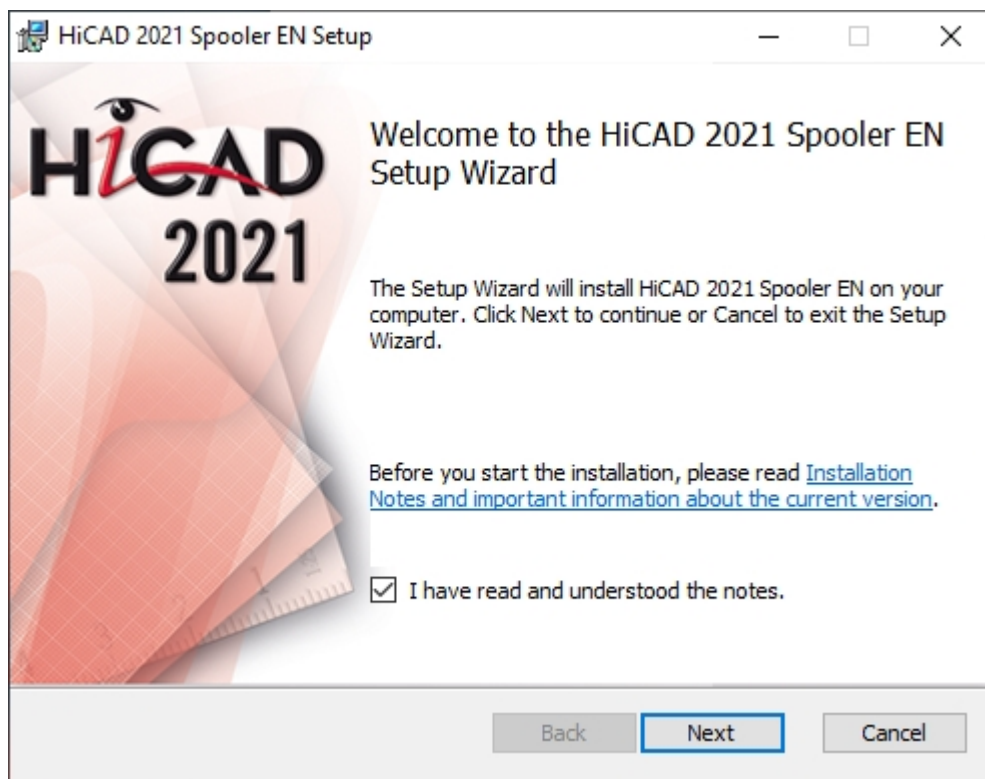 HiCAD 2021 Spooler EN Setup
HiCAD
2021
Welcome to the HiCAD 2021 Spooler EN
Setup Wizard
The Setup Wizard will install HiCAD 2021 Spooler EN on your
computer. Click Next to continue or Cancel to exit the Setup
Wizard.
Before you start the installation, please read Installation
Notes and important information about the current version.
I have read and understood the notes.
Back
Next
Cancel